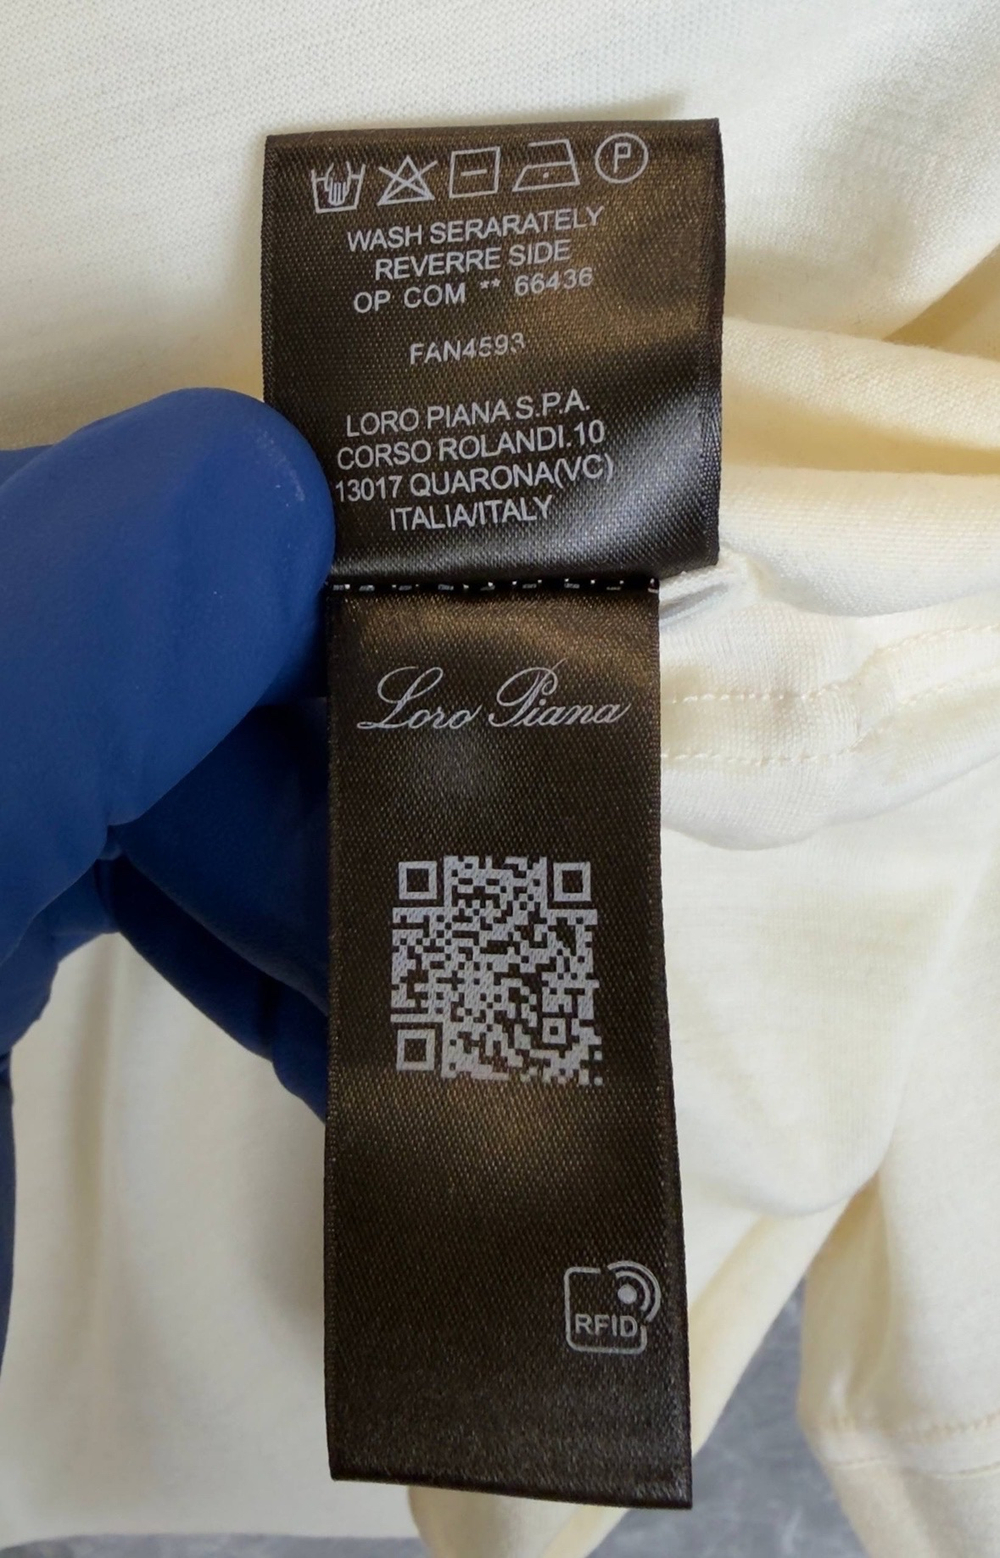 P
WASH SERARATELY
REVERRE SIDE
OP COM ** 66436
FAN4593
LORO PIANA S.P.A.
CORSO ROLANDI.10
13017 QUARONA(VC)
ITALIA/ITALY
Loro Piana
RFID